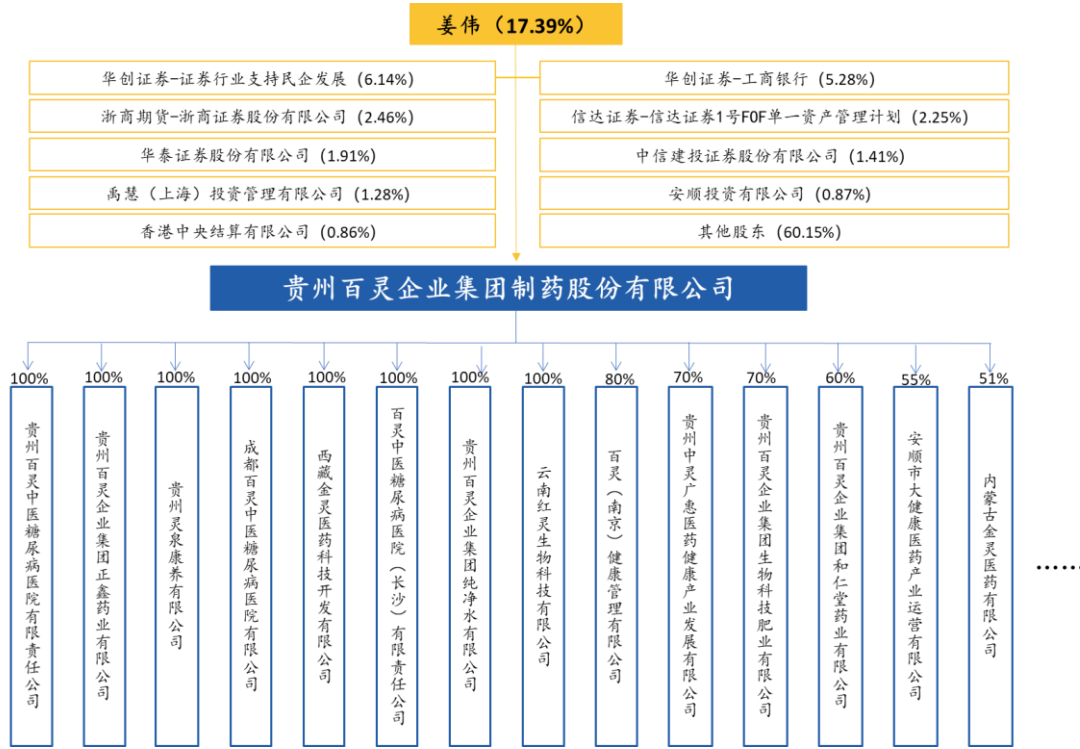 姜伟（17.39%）
华创证券-证券行业支持民企发展（6.14%）
华创证券-工商银行（5.28%）
浙商期货-浙商证券股份有限公司（2.46%）
信达证券-信达证券1号FOF单一资产管理计划（2.25%）
华泰证券股份有限公司（1.91%）
中信建投证券股份有限公司（1.41%）
禹慧（上海）投资管理有限公司（1.28%）
安顺投资有限公司（0.87%）
香港中央结算有限公司（0.86%）
其他股东（60.15%）
贵州百灵企业集团制药股份有限公司
100%
贵州百灵中医糖尿病医院有限责任公司
100%
贵州百灵企业集团正鑫药业有限公司
100%
贵州灵泉康养有限公司
100%
成都百灵中医糖尿病医院有限公司
100%
西藏金灵医药科技开发有限公司
100%
百灵中医糖尿病医院（长沙）有限责任公司
100%
贵州百灵企业集团纯净水有限公司
100%
云南红灵生物科技有限公司
80%
百灵（南京）健康管理有限公司
70%
贵州中灵广惠医药健康产业发展有限公司
70%
贵州百灵企业集团生物科技肥业有限公司
60%
贵州百灵企业集团和仁堂药业有限公司
55%
安顺市大健康医药产业运营有限公司
51%
内蒙古金灵医药有限公司
……